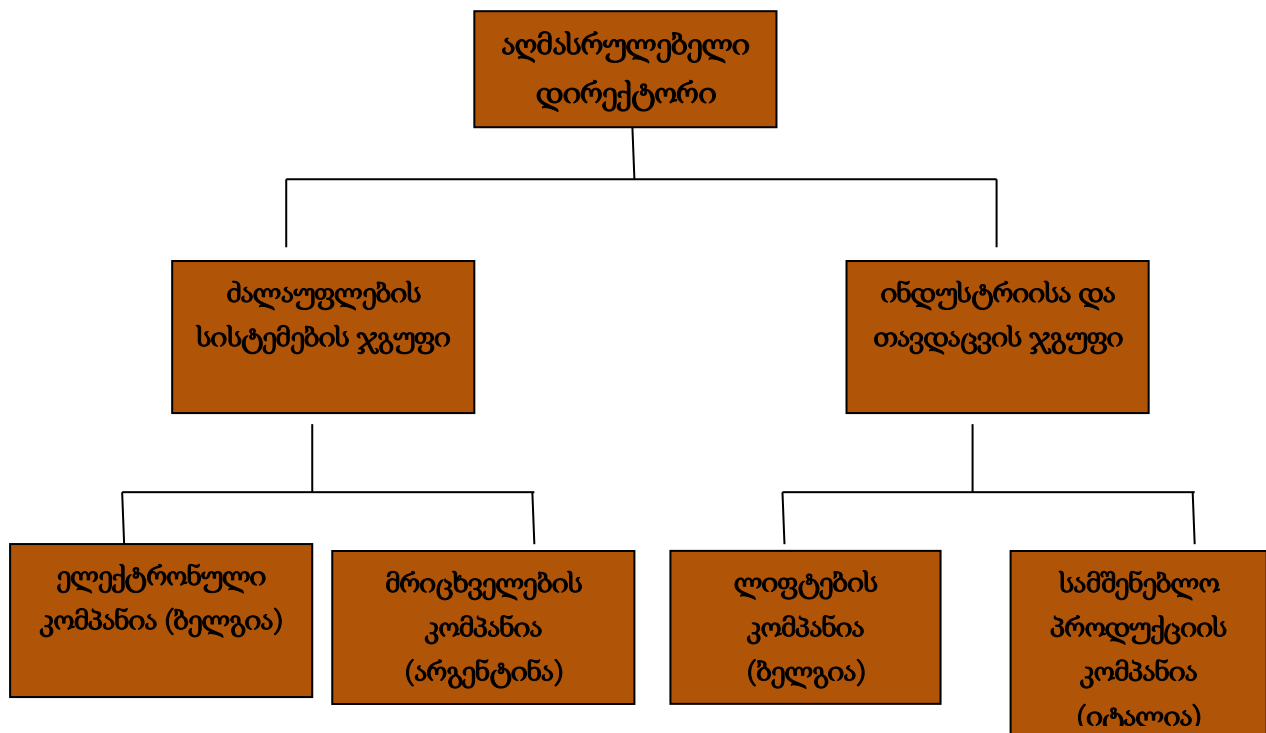 აღმასრულებელი
დირექტორი
ძალაუფლების
სისტემების ჯგუფი
ინდუსტრიისა და
თავდაცვის ჯგუფი
ელექტრონული
კომპანია (ბელგია)
მრიცხველების
კომპანია
(არგენტინა)
ლიფტების
კომპანია
(ბელგია)
სამშენებლო
პროდუქციის
კომპანია
(იტალია)